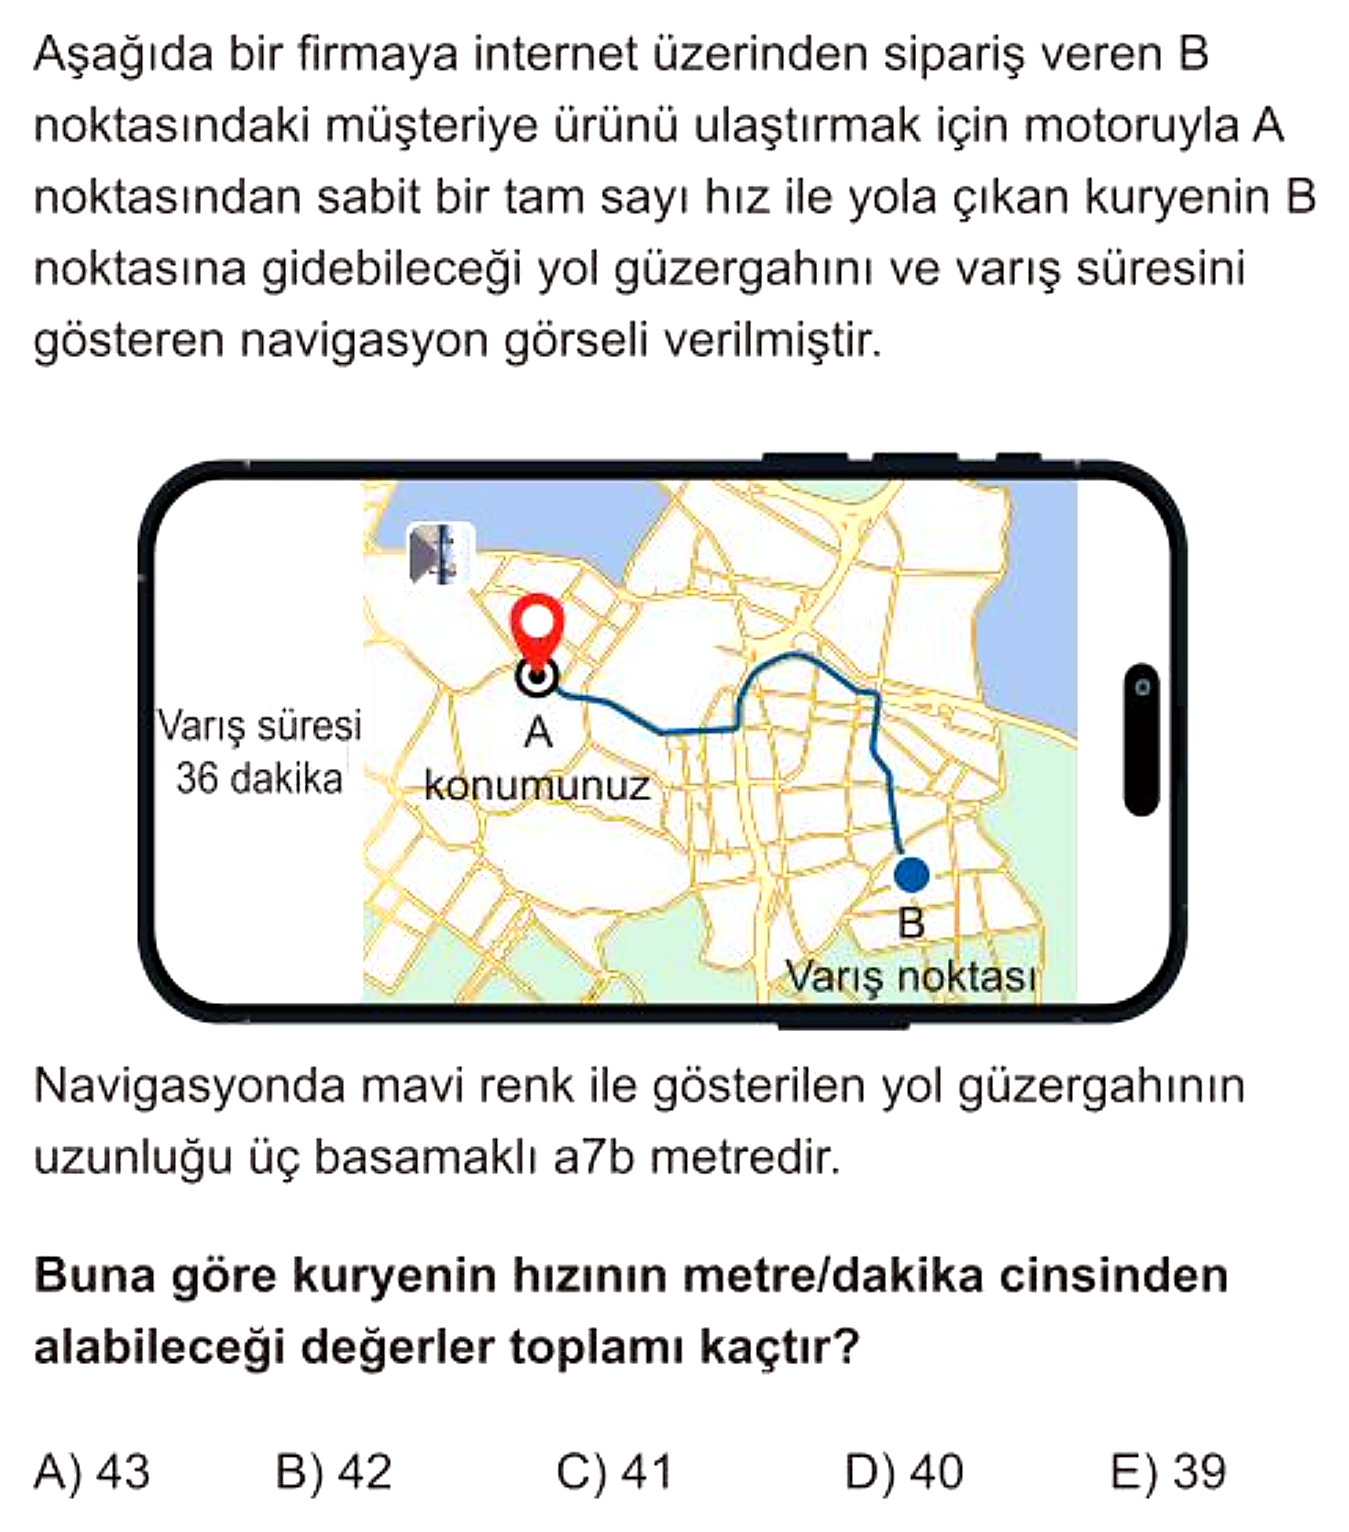 Aşağıda bir firmaya internet üzerinden sipariş veren B
noktasındaki müşteriye ürünü ulaştırmak için motoruyla A
noktasından sabit bir tam sayı hız ile yola çıkan kuryenin B
noktasına gidebileceği yol güzergahını ve varış süresini
gösteren navigasyon görseli verilmiştir.
Varış süresi
36 dakika
A
konumunuz
B
Varış noktası
Navigasyonda mavi renk ile gösterilen yol güzergahının
uzunluğu üç basamaklı a7b metredir.
Buna göre kuryenin hızının metre/dakika cinsinden
alabileceği değerler toplamı kaçtır?
A) 43 B) 42 C) 41 D) 40 E) 39